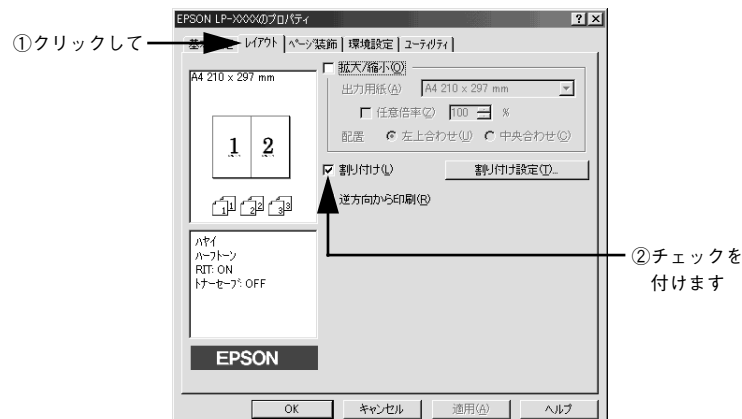 EPSON LP-XXXXのプロパティ
? ×
レイアウト ページ装飾 環境設定 ユーティリティ
①クリックして
A4 210 x 297 mm
1 2
1 2 3
拡大/縮小(O)
出力用紙(A) A4 210 x 297 mm
任意倍率(Z) 100 %
配置 左上合わせ(U) 中央合わせ(C)
割り付け(L) 割り付け設定(T)...
逆方向から印刷(R)
②チェックを
付けます
ハヤイ
ハーフトーン
RIT: ON
トナーセーブ: OFF
EPSON
OK キャンセル 適用(A) ヘルプ